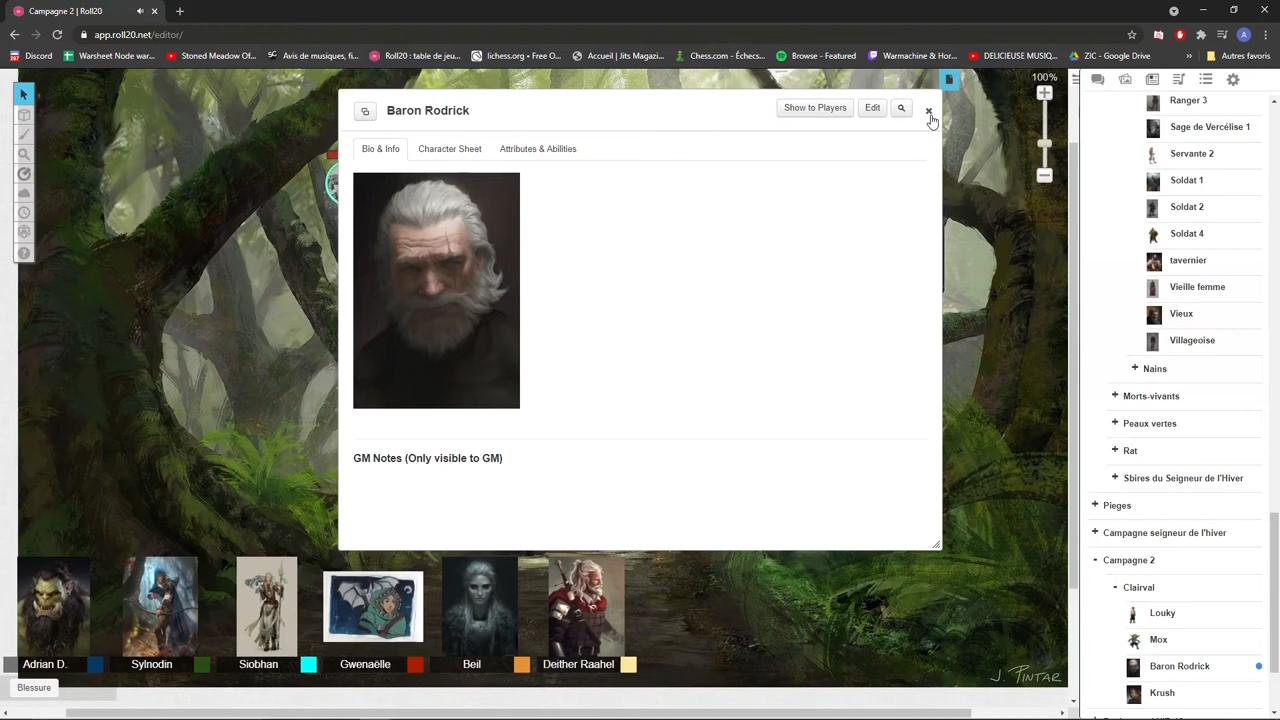 Campagne 2 | Roll20
app.roll20.net/editor/
Discord
Warsheet Node war...
Stoned Meadow Of...
Avis de musiques, fi...
Roll20 : table de jeu...
lichess.org • Free O...
Accueil | Jits Magazi...
Chess.com - Échecs...
Spotify
Browse - Featured
Warmachine & Hor...
DELICIEUSE MUSIQ...
ZIC - Google Drive
»
Autres favoris
100%
Baron Rodrick
Show to Players
Edit
Bio & Info
Character Sheet
Attributes & Abilities
GM Notes (Only visible to GM)
Ranger 3
Sage de Vercélise 1
Servante 2
Soldat 1
Soldat 2
Soldat 4
tavernier
Vieille femme
Vieux
Villageoise
+ Nains
+ Morts-vivants
+ Peaux vertes
+ Rat
+ Sbires du Seigneur de l'Hiver
+ Pieges
+ Campagne seigneur de l'hiver
- Campagne 2
- Clairval
Louky
Mox
Baron Rodrick
Krush
Adrian D.
Sylnodin
Siobhan
Gwenaëlle
Beil
Deither Raahel
Blessure
J. PINTAR